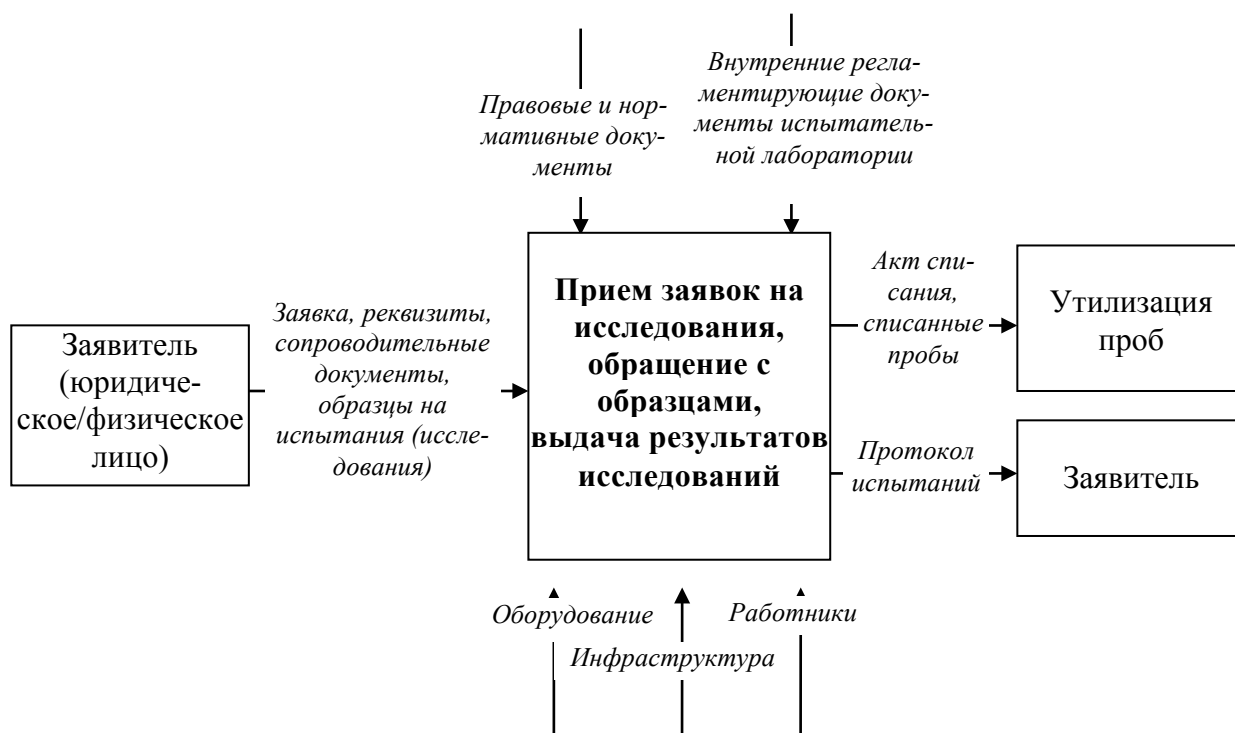 Правовые и нор-
мативные доку-
менты
Внутренние регла-
ментирующие доку-
менты испытатель-
ной лаборатории
Заявитель
(юридиче-
ское/физическое
лицо)
Заявка, реквизиты,
сопроводительные
документы,
образцы на
испытания (иссле-
дования)
Прием заявок на
исследования,
обращение с
образцами,
выдача результатов
исследований
Акт спи-
сания,
списанные
пробы
Утилизация
проб
Протокол
испытаний
Заявитель
Оборудование
Инфраструктура
Работники